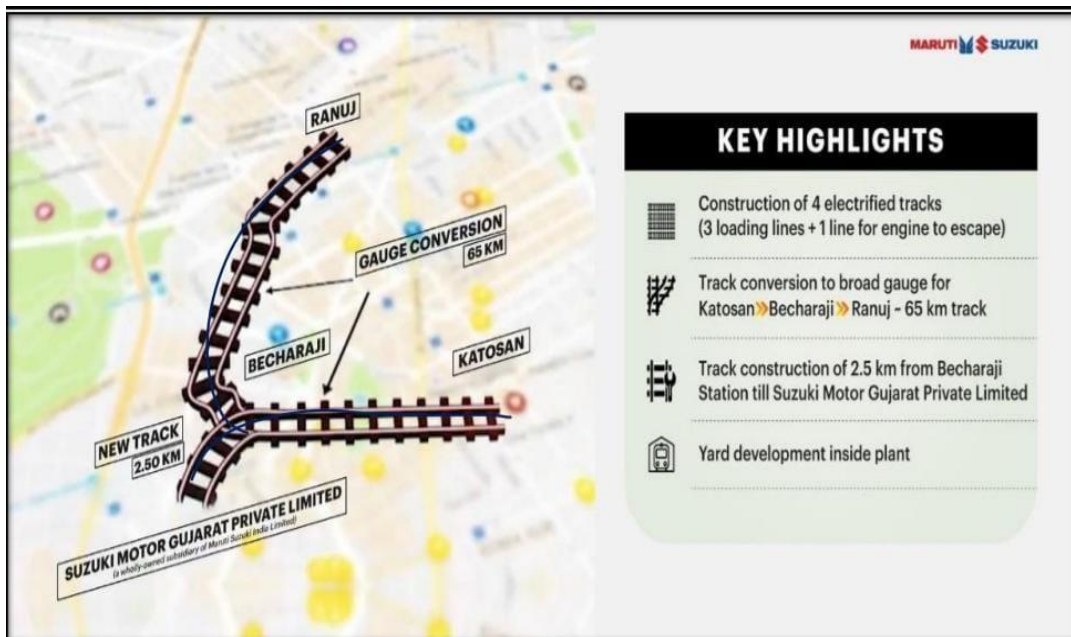 MARUTI SUZUKI
RANUJ
GAUGE CONVERSION
65 KM
BECHARAJI
KATOSAN
NEW TRACK
2.50 KM
SUZUKI MOTOR GUJARAT PRIVATE LIMITED
(a wholly-owned subsidiary of Maruti Suzuki India Limited)
KEY HIGHLIGHTS
Construction of 4 electrified tracks
(3 loading lines + 1 line for engine to escape)
Track conversion to broad gauge for
Katosan » Becharaji » Ranuj - 65 km track
Track construction of 2.5 km from Becharaji
Station till Suzuki Motor Gujarat Private Limited
Yard development inside plant